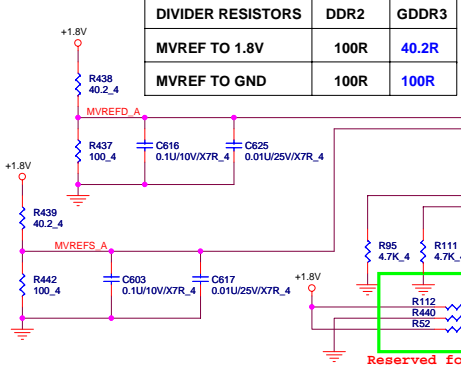 DIVIDER RESISTORS DDR2 GDDR3
MVREF TO 1.8V 100R 40.2R
MVREF TO GND 100R 100R
+1.8V
R438
40.2_4
MVREFD_A
R437
100_4
C616
0.1U/10V/X7R_4
C625
0.01U/25V/X7R_4
+1.8V
R439
40.2_4
MVREFS_A
R442
100_4
C603
0.1U/10V/X7R_4
C617
0.01U/25V/X7R_4
R95
4.7K_4
R111
4.7K_4
+1.8V
R112
R440
R52
Reserved fo